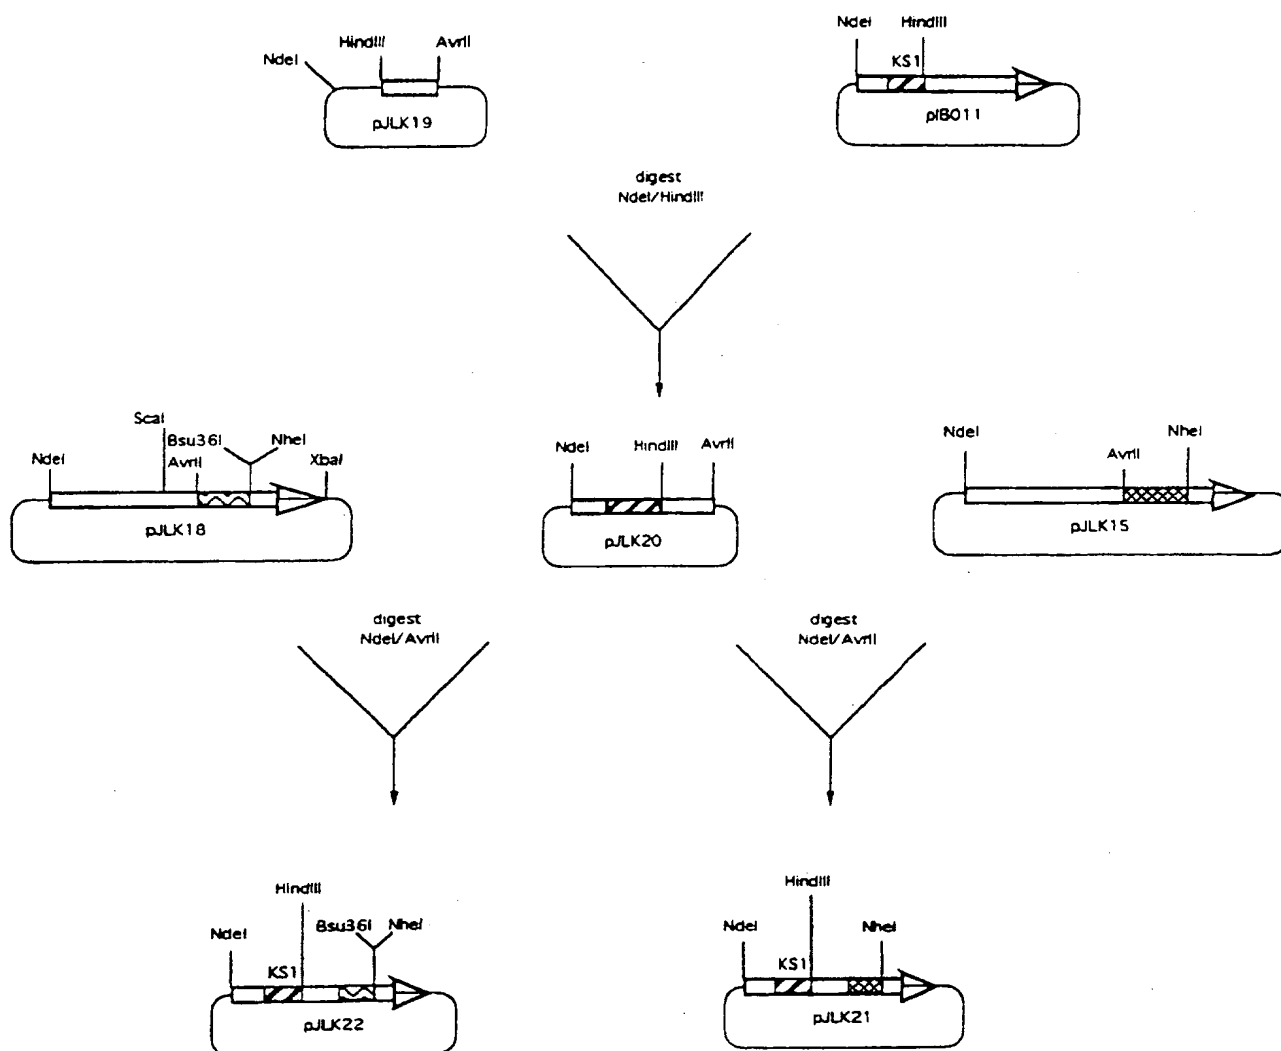 NdeI HindIII AvrII
pJLK19
NdeI HindIII
KS1
pIB011
digest
NdeI/HindIII
ScaI
Bsu36I NheI
NdeI AvrII XbaI
pJLK18
NdeI HindIII AvrII
pJLK20
NdeI AvrII NheI
pJLK15
digest
NdeI/AvrII
digest
NdeI/AvrII
HindIII
Bsu36I NheI
NdeI
KS1
pJLK22
HindIII
NdeI NheI
KS1
pJLK21